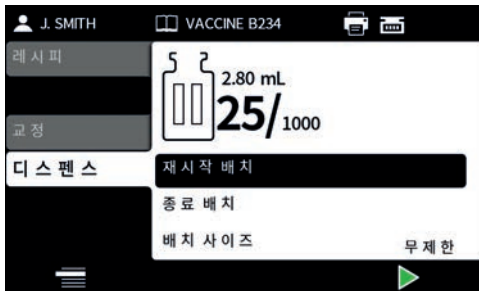 J. SMITH
VACCINE B234
레시피
2.80 mL
25/1000
교정
디스펜스
재시작 배치
종료 배치
배치 사이즈
무제한